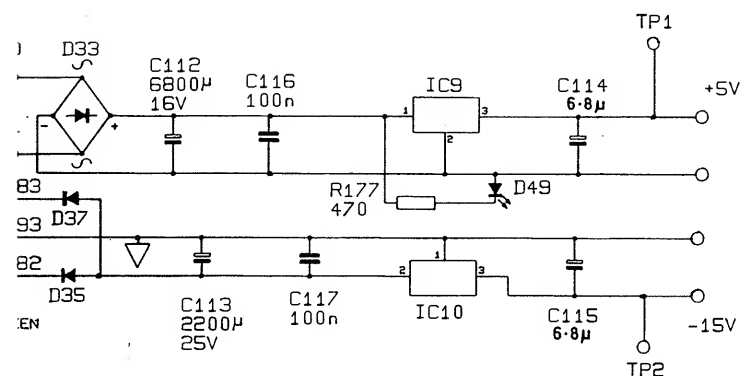 TP1
D33
C112
6800µ
16V
C116
100n
IC9
C114
6·8µ
+5V
1
3
2
-
+
R177
470
D49
83
D37
93
82
D35
1
2
3
C113
2200µ
25V
C117
100n
IC10
C115
6·8µ
-15V
EEN
TP2